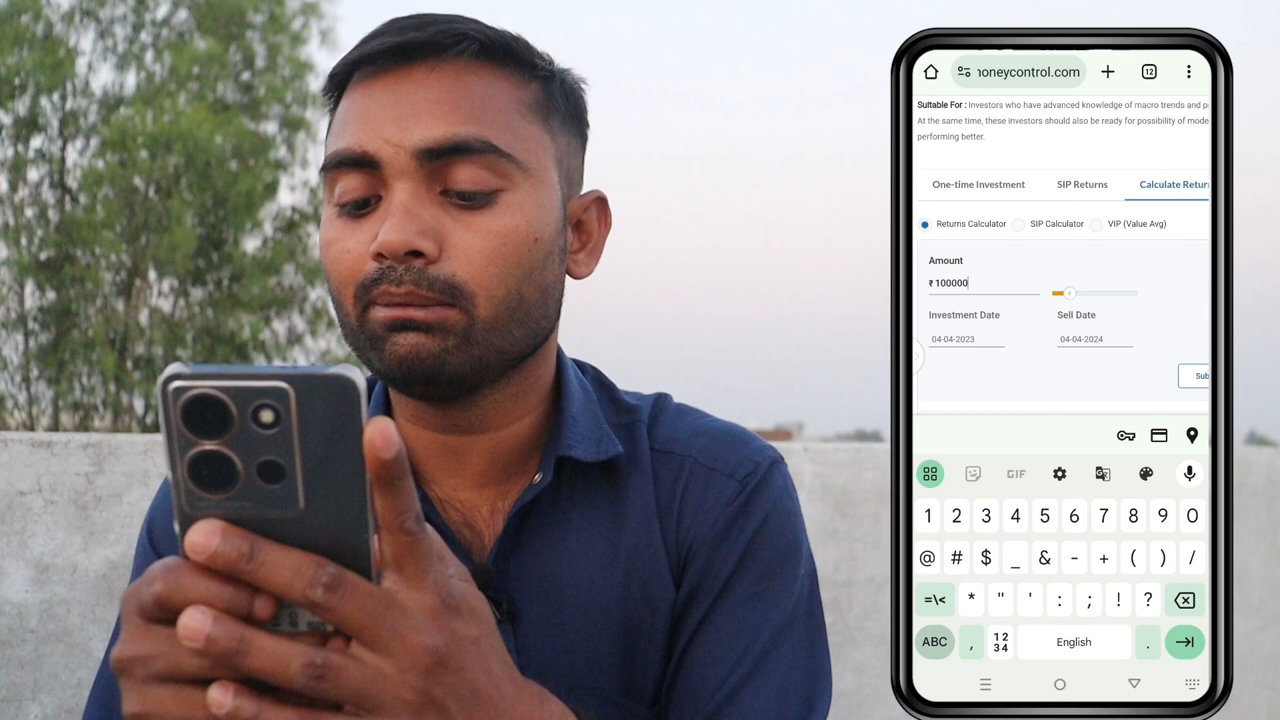 oneycontrol.com
12
Suitable For : Investors who have advanced knowledge of macro trends and
At the same time, these investors should also be ready for possibility of
performing better.
One-time Investment SIP Returns Calculate
Returns Calculator SIP Calculator VIP (Value Avg)
Amount
₹ 100000
Investment Date Sell Date
04-04-2023 04-04-2024
Sub
GIF
1 2 3 4 5 6 7 8 9 0
@ # $ _ & - + ( ) /
=\< * " ' : ; ! ?
ABC , 12 34 English .